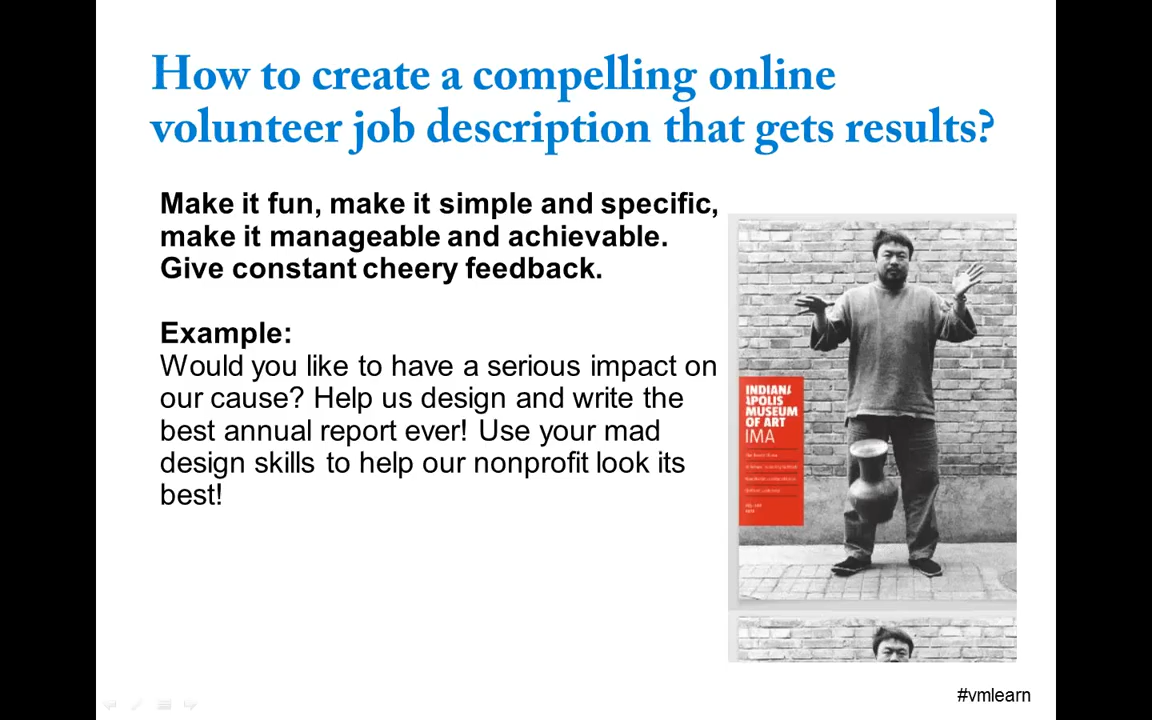 How to create a compelling online
volunteer job description that gets results?
Make it fun, make it simple and specific,
make it manageable and achievable.
Give constant cheery feedback.
Example:
Would you like to have a serious impact on
our cause? Help us design and write the
best annual report ever! Use your mad
design skills to help our nonprofit look its
best!
INDIANA
APOLIS
MUSEUM
OF ART
IMA
#vmlearn